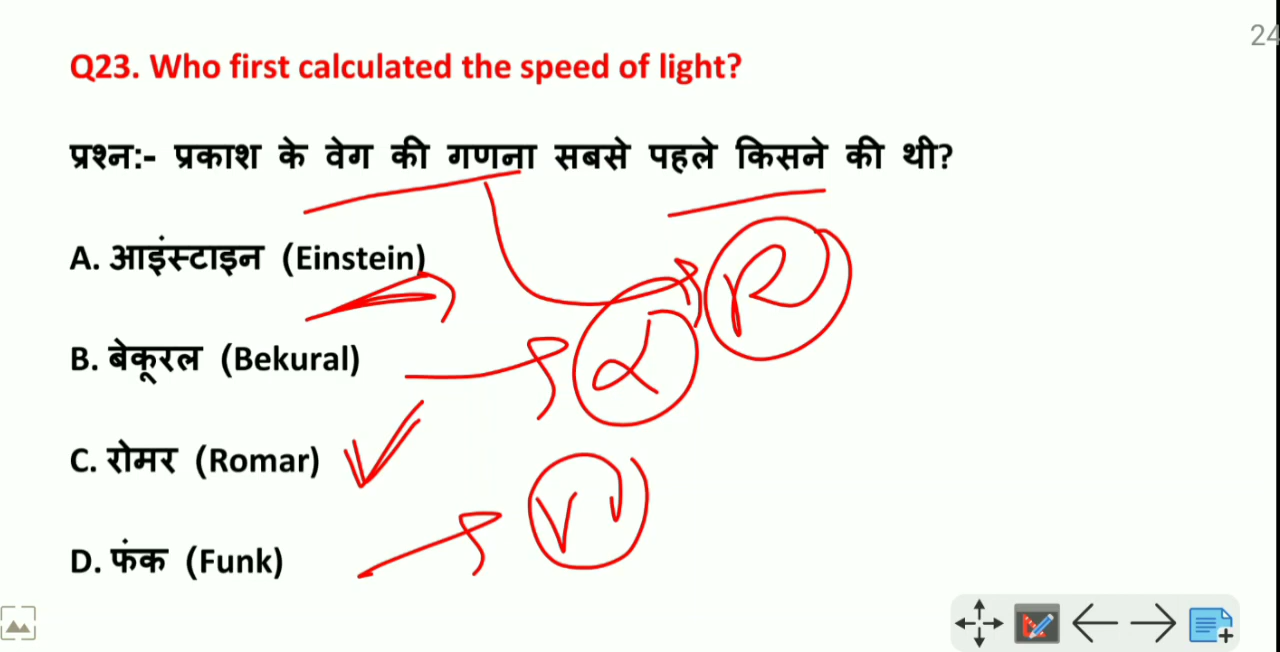 24
Q23. Who first calculated the speed of light?
प्रश्न:- प्रकाश के वेग की गणना सबसे पहले किसने की थी?
A. आइंस्टाइन (Einstein)
R
B. बेकूरल (Bekural)
C. रोमर (Romar)
D. फंक (Funk)